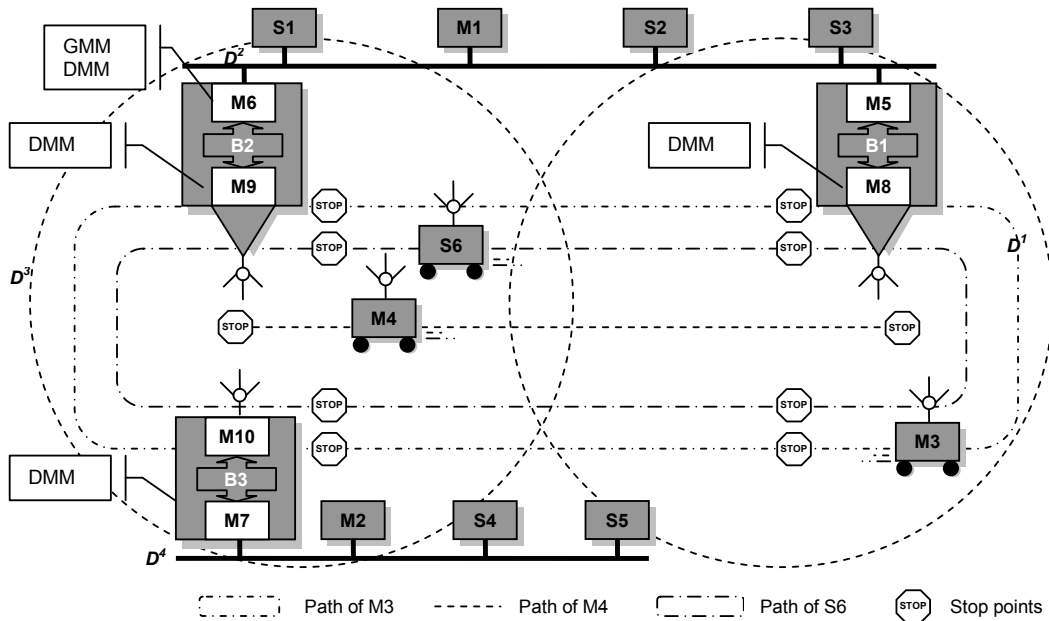 S1
M1
S2
S3
GMM
DMM
D2
M6
M5
DMM
B2
DMM
B1
M9
M8
STOP
STOP
STOP
S6
STOP
D1
D3
STOP
M4
STOP
STOP
STOP
M10
STOP
STOP
M3
DMM
B3
M7
M2
S4
S5
D4
Path of M3
Path of M4
Path of S6
STOP
Stop points